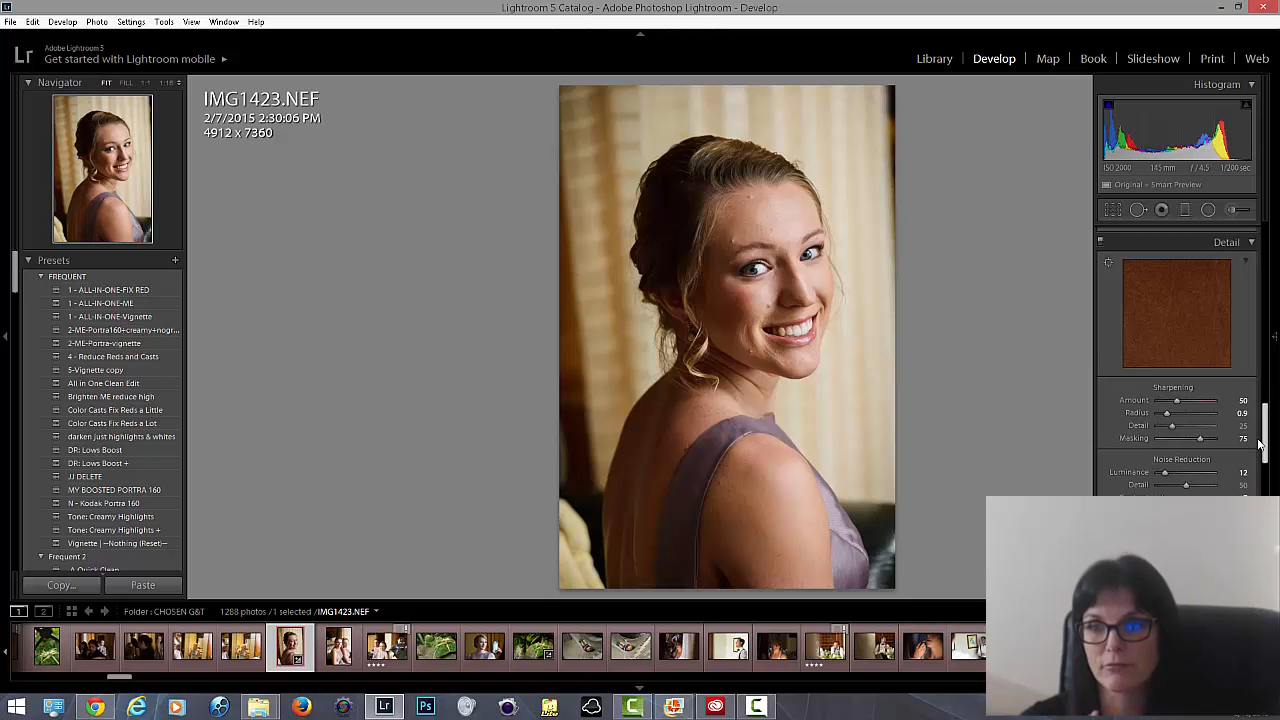 Lightroom 5 Catalog - Adobe Photoshop Lightroom - Develop
File Edit Develop Photo Settings Tools View Window Help
Lr Adobe Lightroom 5
Get started with Lightroom mobile
Library Develop Map Book Slideshow Print Web
Navigator FIT FILL 1:1 1:16
IMG1423.NEF
2/7/2015 2:30:06 PM
4912 x 7360
Histogram
ISO 2000 145 mm f / 4.5 1/200 sec
Original + Smart Preview
Presets +
FREQUENT
1 - ALL-IN-ONE-FIX RED
1 - ALL-IN-ONE-ME
1 - ALL-IN-ONE-Vignette
2-ME-Portra160+creamy+nogr...
2-ME-Portra-vignette
4 - Reduce Reds and Casts
5-Vignette copy
All in One Clean Edit
Brighten ME reduce high
Color Casts Fix Reds a Little
Color Casts Fix Reds a Lot
darken just highlights & whites
DR: Lows Boost
DR: Lows Boost +
JJ DELETE
MY BOOSTED PORTRA 160
N - Kodak Portra 160
Tone: Creamy Highlights
Tone: Creamy Highlights +
Vignette | --Nothing (Reset)--
Frequent 2
A Quick Clean
Copy... Paste
Detail
Sharpening
Amount 50
Radius 0.9
Detail 25
Masking 75
Noise Reduction
Luminance 12
Detail 50
1 2 Folder : CHOSEN G&T 1288 photos / 1 selected / IMG1423.NEF
Lr Ps